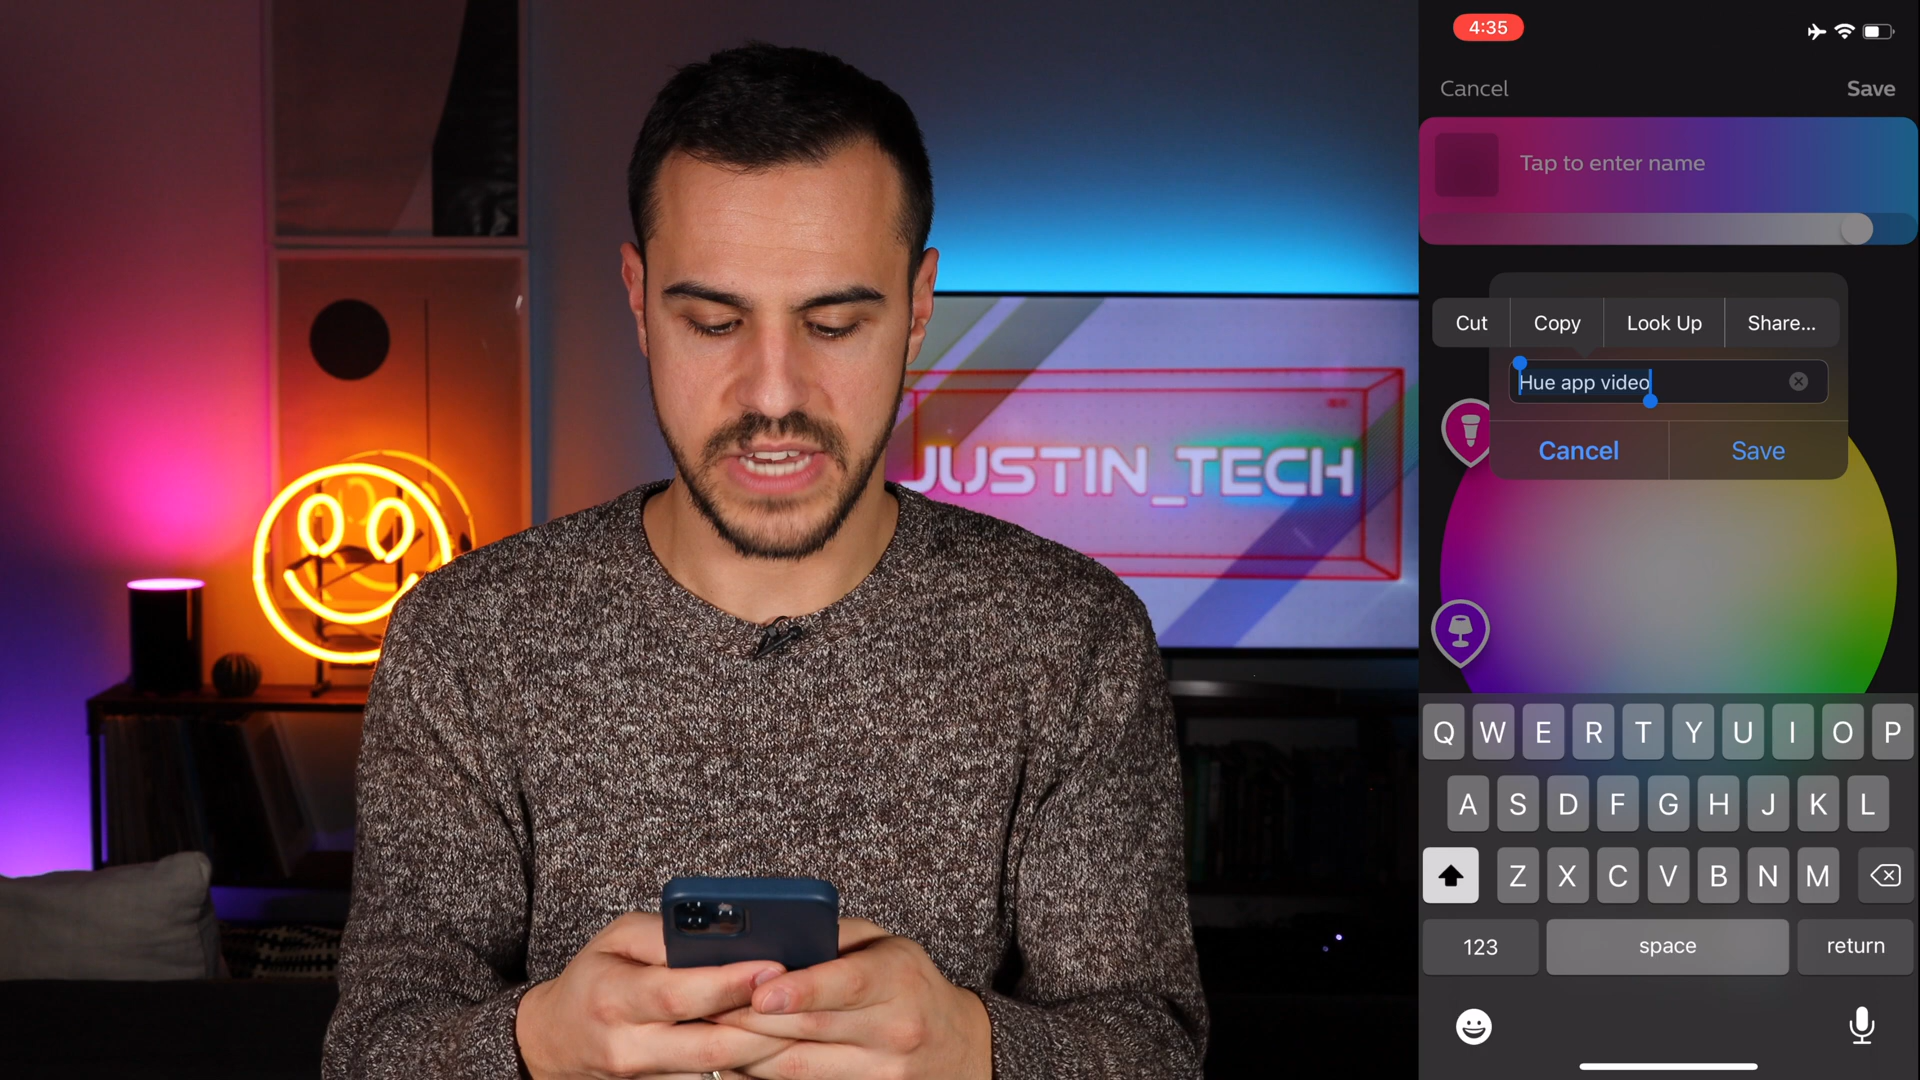 4:35
Cancel Save
Tap to enter name
Cut Copy Look Up Share...
Hue app video
Cancel Save
JUSTIN_TECH
Q W E R T Y U I O P
A S D F G H J K L
Z X C V B N M
123 space return